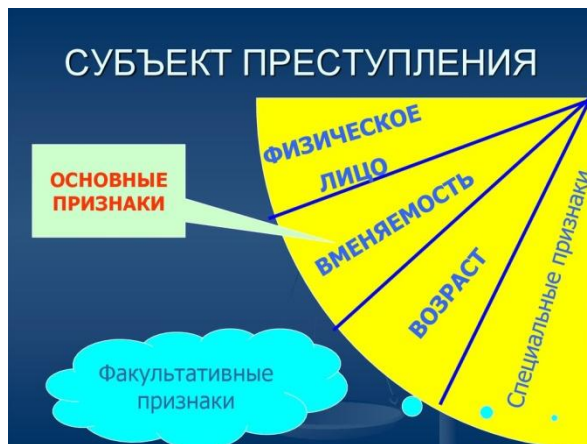 СУБЪЕКТ ПРЕСТУПЛЕНИЯ
ФИЗИЧЕСКОЕ
ЛИЦО
ОСНОВНЫЕ
ПРИЗНАКИ
ВМЕНЯЕМОСТЬ
ВОЗРАСТ
Специальные признаки
Факультативные
признаки